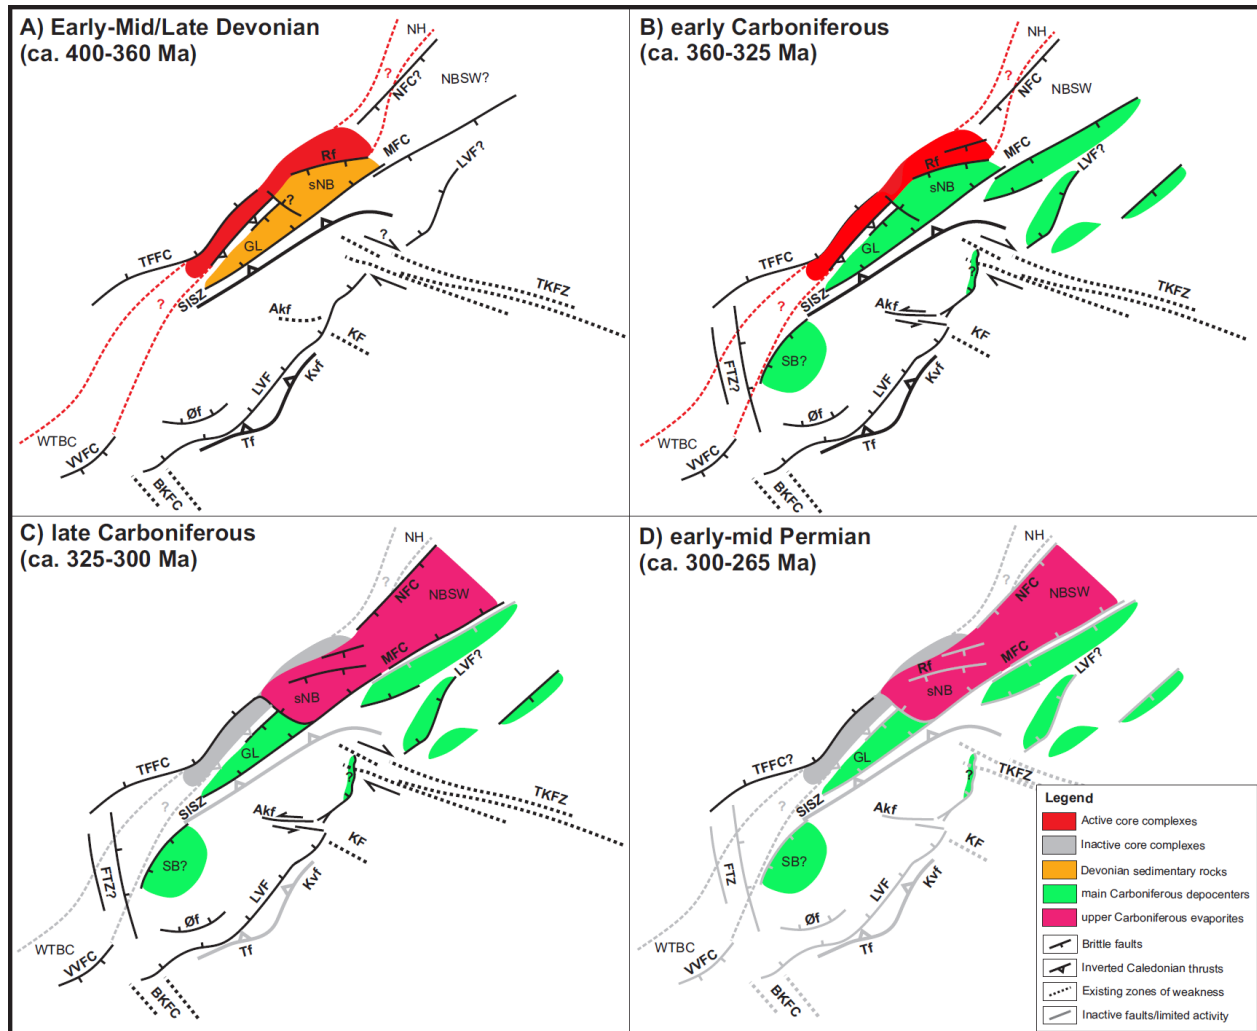 A) Early-Mid/Late Devonian
(ca. 400-360 Ma)
NH
?
NFC?
NBSW?
MFC
Rf
LVF?
sNB
?
GL
?
TFFC
?
SISZ
TKFZ
Akf
KF
LVF
Kvf
Øf
Tf
WTBC
VVFC
BKFC
B) early Carboniferous
(ca. 360-325 Ma)
NH
?
NFC
NBSW
MFC
Rf
LVF?
sNB
GL
TFFC
?
?
SISZ
TKFZ
Akf
KF
SB?
FTZ?
LVF
Kvf
Øf
Tf
WTBC
VVFC
BKFC
C) late Carboniferous
(ca. 325-300 Ma)
NH
?
NFC
NBSW
MFC
LVF?
sNB
GL
TFFC
?
?
SISZ
TKFZ
Akf
KF
SB?
FTZ?
LVF
Kvf
Øf
Tf
WTBC
VVFC
BKFC
D) early-mid Permian
(ca. 300-265 Ma)
NH
?
NFC
NBSW
MFC
Rf
LVF?
sNB
GL
TFFC?
?
?
SISZ
TKFZ
Akf
KF
SB?
FTZ
LVF
Kvf
Øf
Tf
WTBC
VVFC
BKFC
Legend
Active core complexes
Inactive core complexes
Devonian sedimentary rocks
main Carboniferous depocenters
upper Carboniferous evaporites
Brittle faults
Inverted Caledonian thrusts
Existing zones of weakness
Inactive faults/limited activity